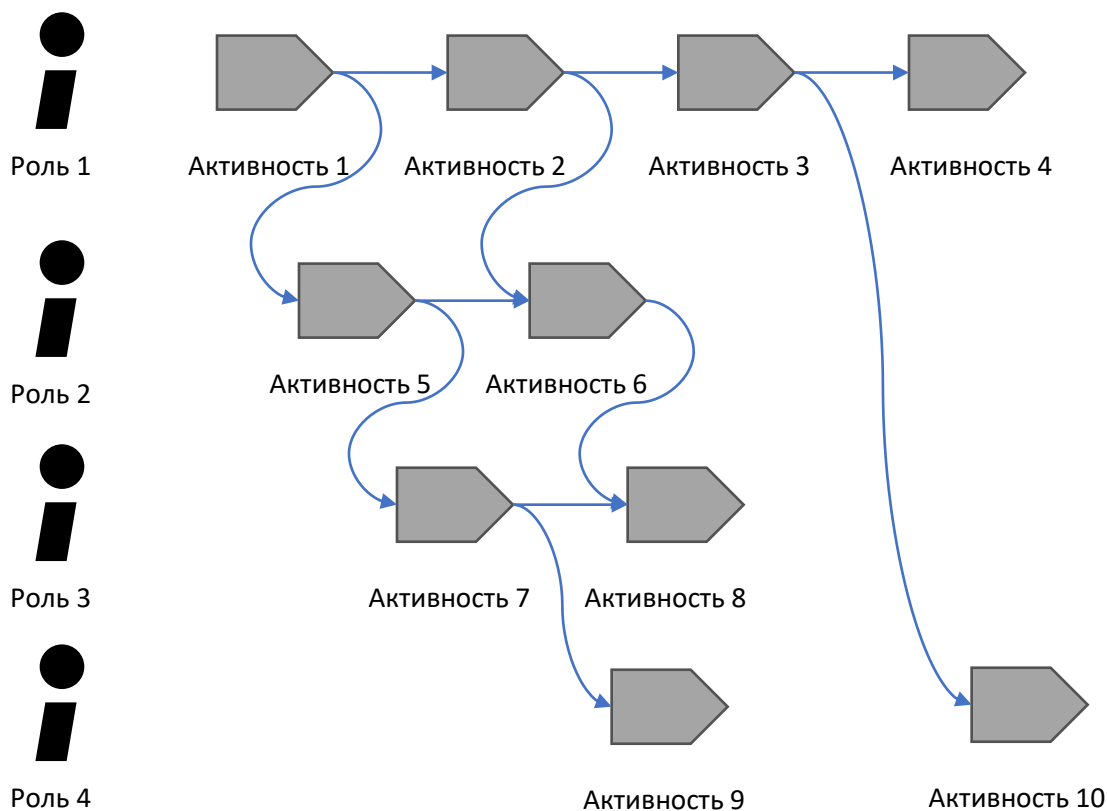 Роль 1
Активность 1
Активность 2
Активность 3
Активность 4
Роль 2
Активность 5
Активность 6
Роль 3
Активность 7
Активность 8
Роль 4
Активность 9
Активность 10